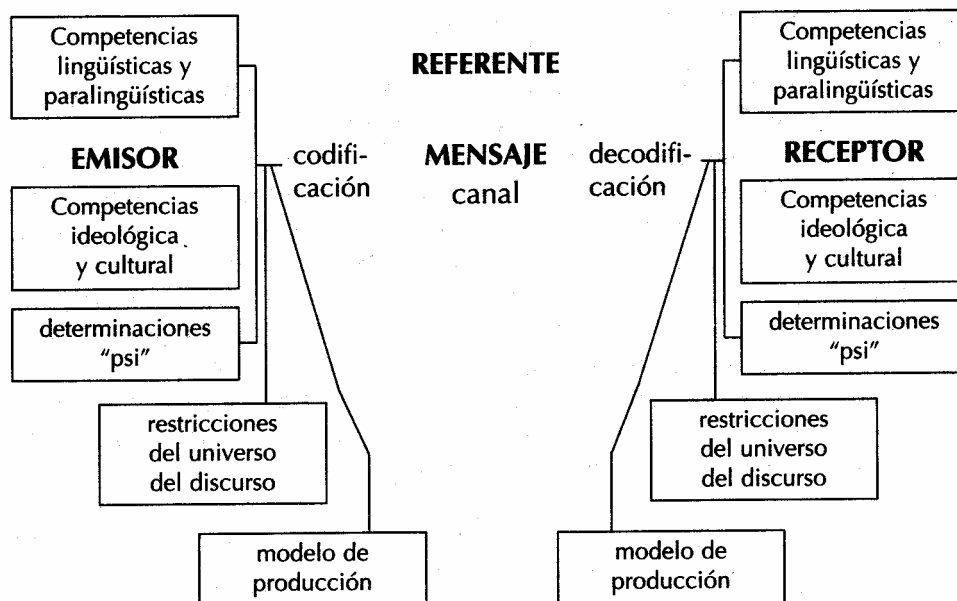 Competencias
lingüísticas y
paralingüísticas
EMISOR
Competencias
ideológica
y cultural
determinaciones
“psi”
restricciones
del universo
del discurso
modelo de
producción
codifi-
cación
REFERENTE
MENSAJE
canal
decodifi-
cación
Competencias
lingüísticas y
paralingüísticas
RECEPTOR
Competencias
ideológica
y cultural
determinaciones
“psi”
restricciones
del universo
del discurso
modelo de
producción